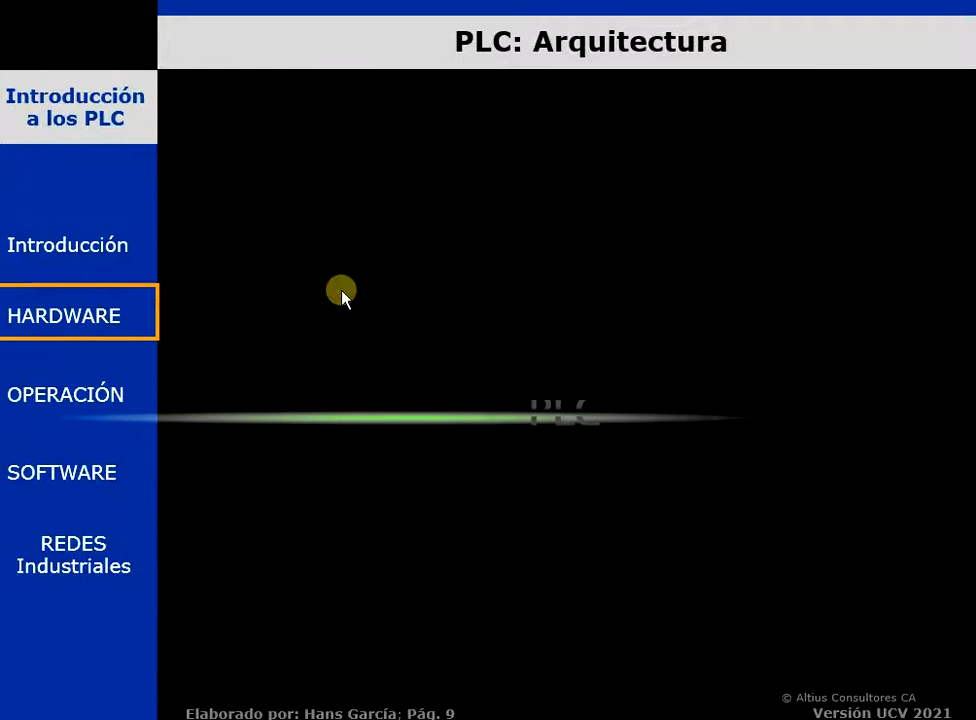 PLC: Arquitectura
Introducción
a los PLC
Introducción
HARDWARE
OPERACIÓN
PLC
SOFTWARE
REDES
Industriales
© Altius Consultores CA
Elaborado por: Hans García; Pág. 9
Versión UCV 2021